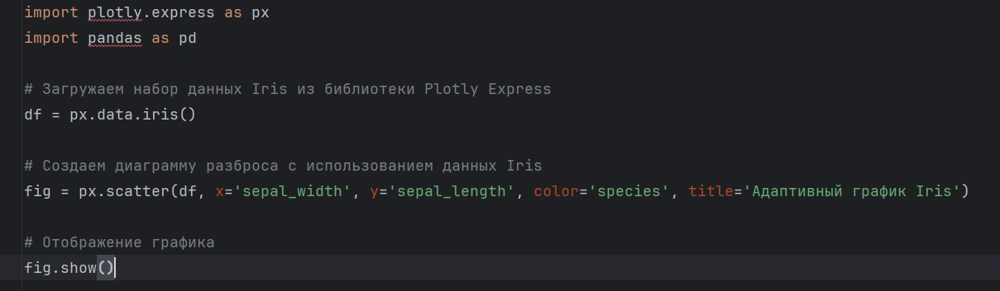 import plotly.express as px
import pandas as pd
# Загружаем набор данных Iris из библиотеки Plotly Express
df = px.data.iris()
# Создаем диаграмму разброса с использованием данных Iris
fig = px.scatter(df, x='sepal_width', y='sepal_length', color='species', title='Адаптивный график Iris')
# Отображение графика
fig.show()